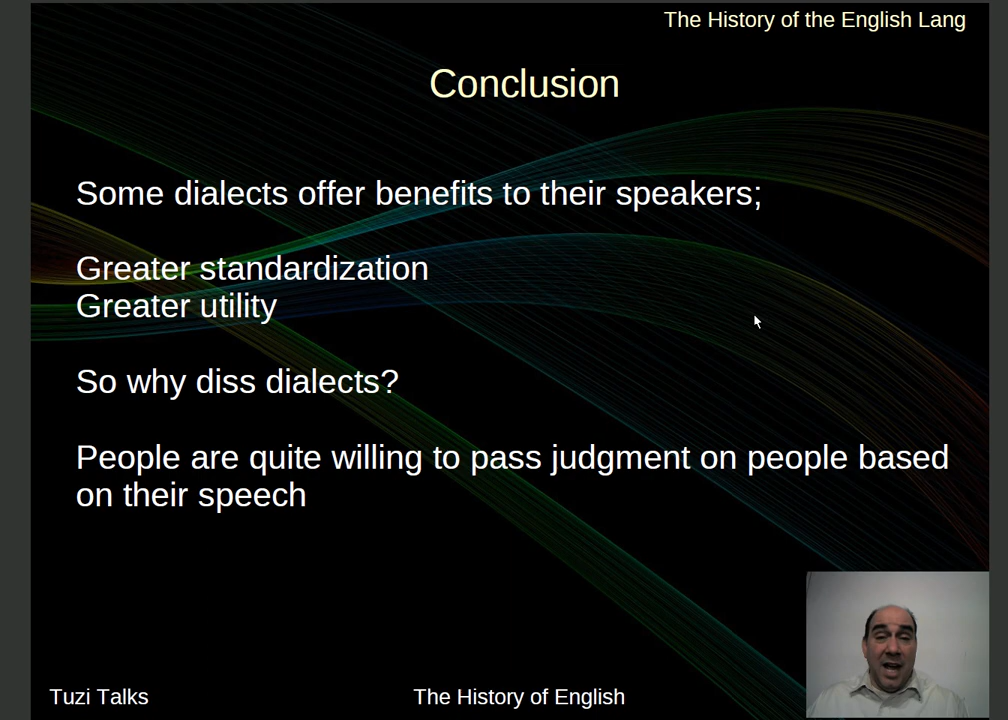 The History of the English Lang
Conclusion
Some dialects offer benefits to their speakers;
Greater standardization
Greater utility
So why diss dialects?
People are quite willing to pass judgment on people based
on their speech
Tuzi Talks
The History of English